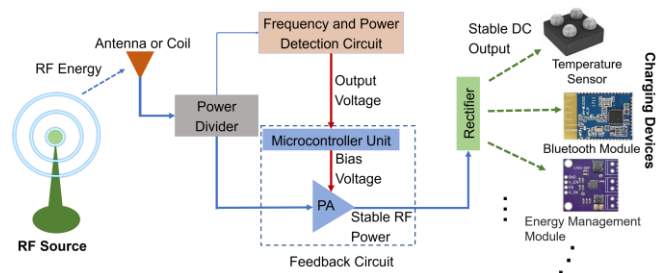 Antenna or Coil
RF Energy
RF Source
Power
Divider
Frequency and Power
Detection Circuit
Output
Voltage
Microcontroller Unit
Bias
Voltage
PA
Stable RF
Power
Feedback Circuit
Rectifier
Stable DC
Output
Temperature
Sensor
Bluetooth Module
Energy Management
Module
Charging Devices